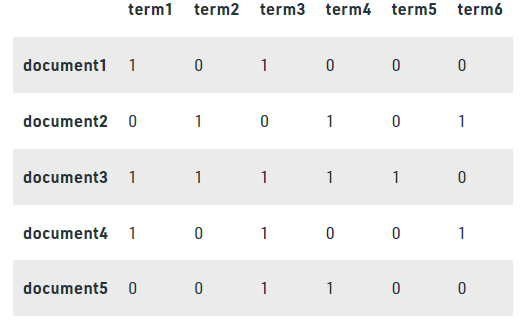 term1 term2 term3 term4 term5 term6
document1 1 0 1 0 0 0
document2 0 1 0 1 0 1
document3 1 1 1 1 1 0
document4 1 0 1 0 0 1
document5 0 0 1 1 0 0